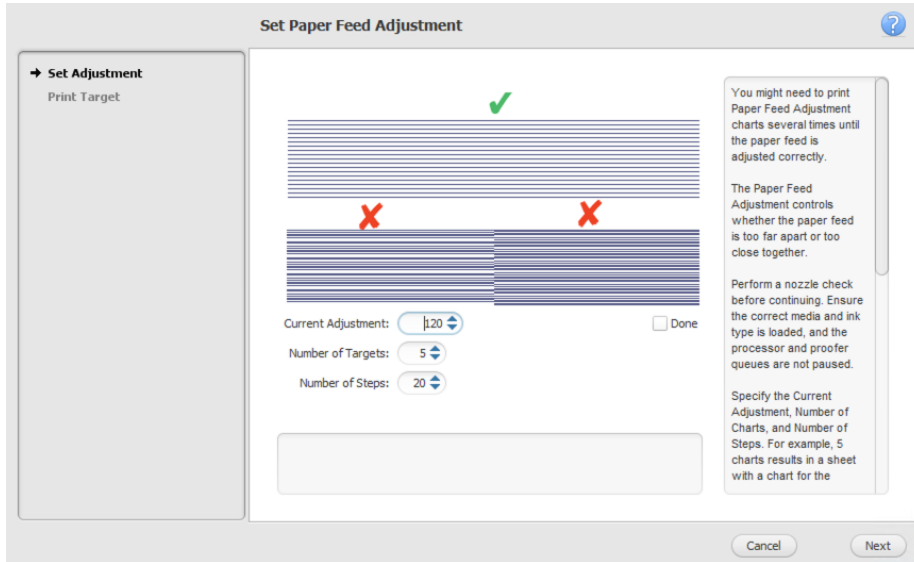 Set Paper Feed Adjustment
?
Set Adjustment
Print Target
Current Adjustment: 120
Done
Number of Targets: 5
Number of Steps: 20
You might need to print
Paper Feed Adjustment
charts several times until
the paper feed is
adjusted correctly.
The Paper Feed
Adjustment controls
whether the paper feed
is too far apart or too
close together.
Perform a nozzle check
before continuing. Ensure
the correct media and ink
type is loaded, and the
processor and proofer
queues are not paused.
Specify the Current
Adjustment, Number of
Charts, and Number of
Steps. For example, 5
charts results in a sheet
with a chart for the
Cancel
Next